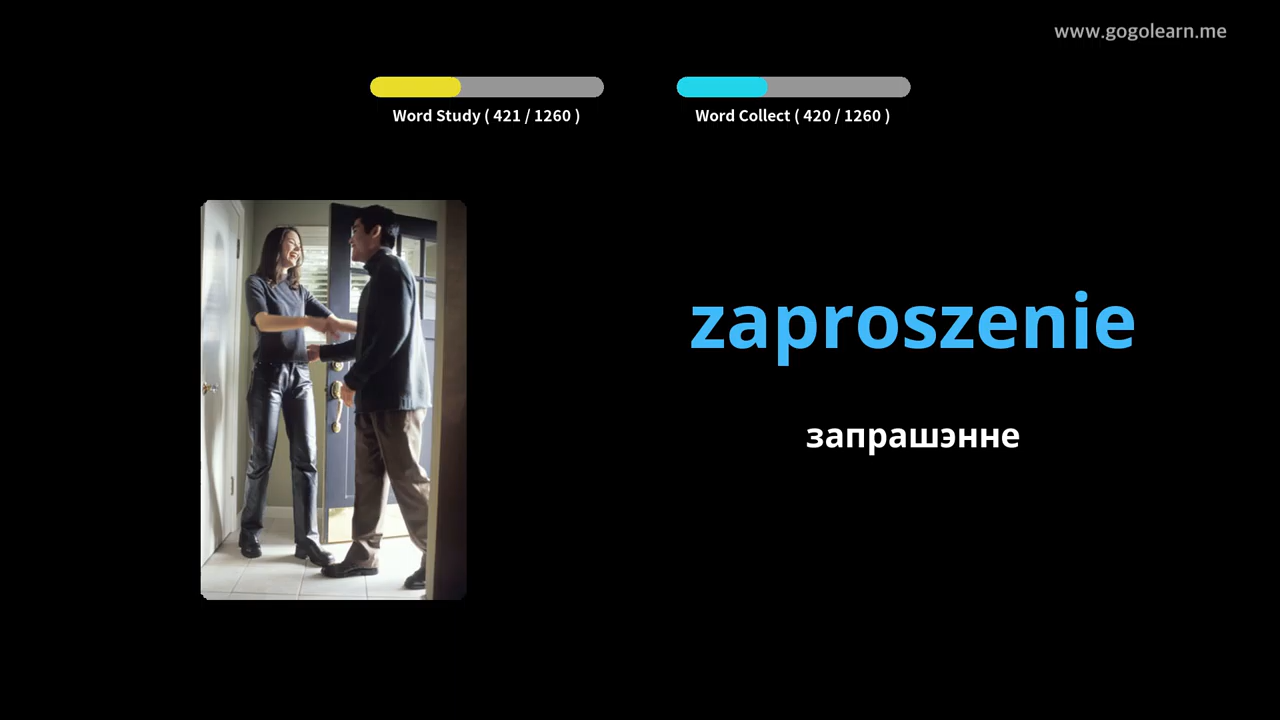 www.gogolearn.me
Word Study ( 421 / 1260 )
Word Collect ( 420 / 1260 )
zaproszenie
запрашэнне